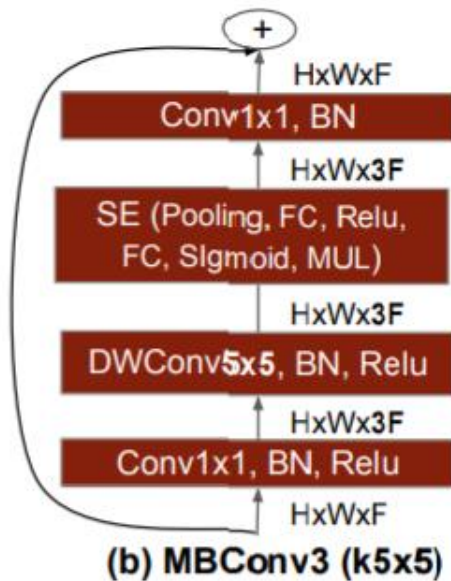 +
HxWxF
Conv1x1, BN
HxWx3F
SE (Pooling, FC, Relu,
FC, SIgmoid, MUL)
HxWx3F
DWConv5x5, BN, Relu
HxWx3F
Conv1x1, BN, Relu
HxWxF
(b) MBConv3 (k5x5)